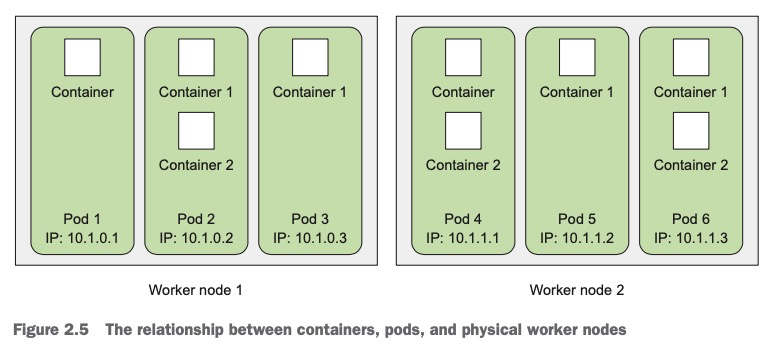 Container
Container 1
Container 1
Container 2
Pod 1
IP: 10.1.0.1
Pod 2
IP: 10.1.0.2
Pod 3
IP: 10.1.0.3
Worker node 1
Container
Container 1
Container 1
Container 2
Container 2
Pod 4
IP: 10.1.1.1
Pod 5
IP: 10.1.1.2
Pod 6
IP: 10.1.1.3
Worker node 2
Figure 2.5 The relationship between containers, pods, and physical worker nodes